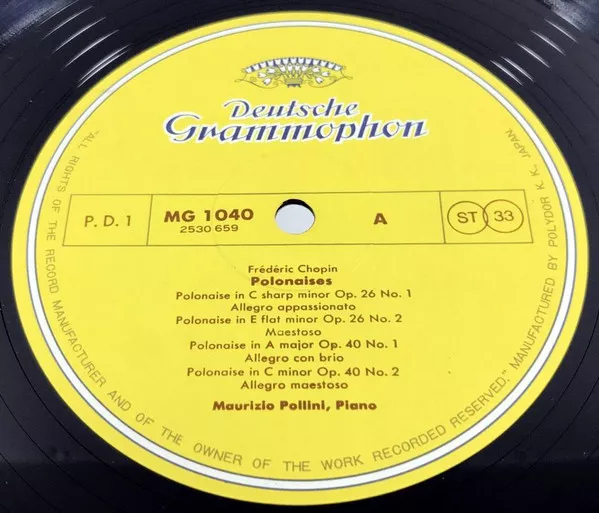 Deutsche
Grammophon
P. D. 1
MG 1040
2530 659
A
ST 33
Frédéric Chopin
Polonaises
Polonaise in C sharp minor Op. 26 No. 1
Allegro appassionato
Polonaise in E flat minor Op. 26 No. 2
Maestoso
Polonaise in A major Op. 40 No. 1
Allegro con brio
Polonaise in C minor Op. 40 No. 2
Allegro maestoso
Maurizio Pollini, Piano
"ALL RIGHTS OF THE RECORD MANUFACTURER AND OF THE OWNER OF THE WORK RECORDED RESERVED." MANUFACTURED BY POLYDOR K. K., JAPAN